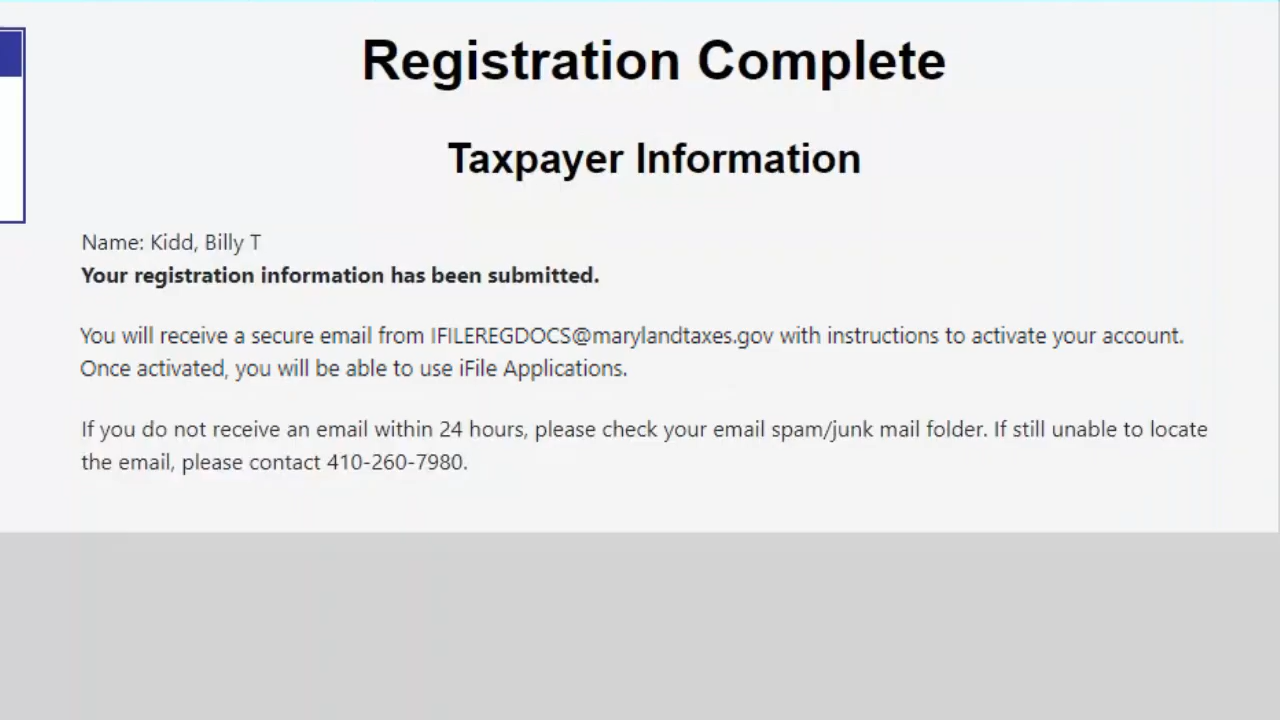 Registration Complete
Taxpayer Information
Name: Kidd, Billy T
Your registration information has been submitted.
You will receive a secure email from IFILEREGDOCS@marylandtaxes.gov with instructions to activate your account.
Once activated, you will be able to use iFile Applications.
If you do not receive an email within 24 hours, please check your email spam/junk mail folder. If still unable to locate
the email, please contact 410-260-7980.